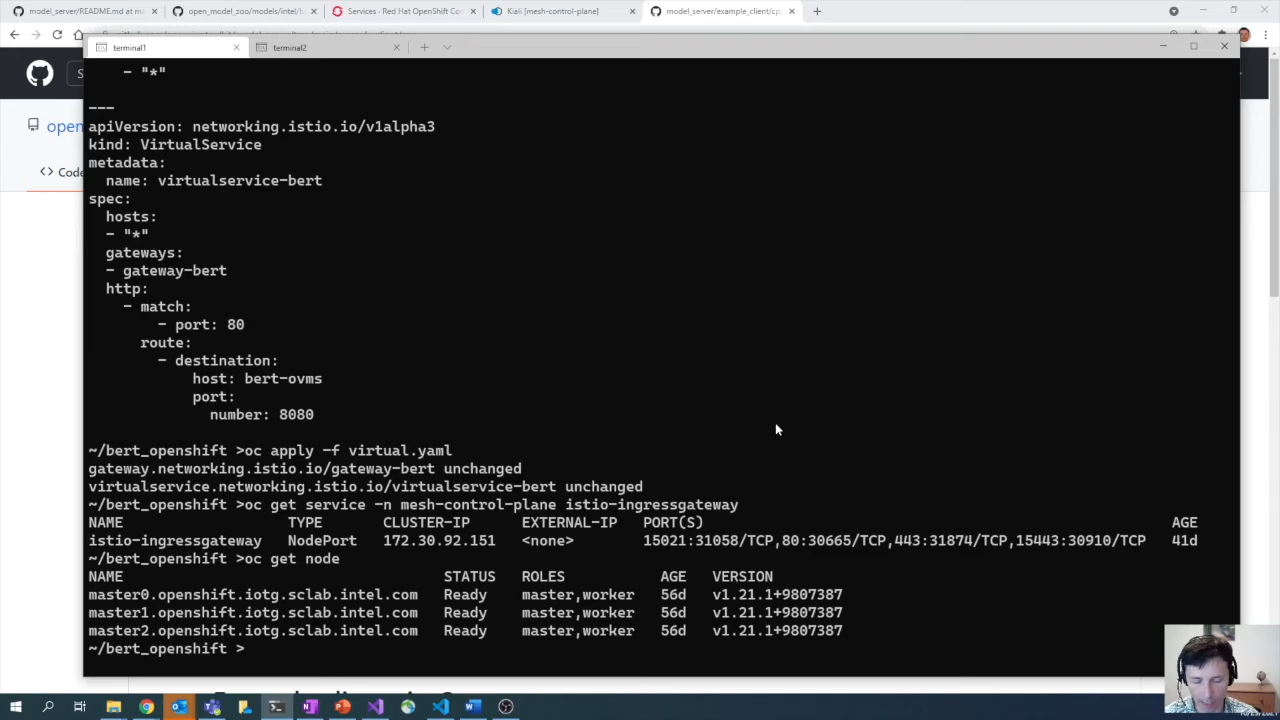 model_server/README.md at ma
open_model_zoo/models/intel/b
Services - Red Hat OpenShift Co
Kiali [mesh-control-plane]
model_server/example_client/cpp
terminal1
terminal2
S
open
<> Code
- "*"
---
apiVersion: networking.istio.io/v1alpha3
kind: VirtualService
metadata:
name: virtualservice-bert
spec:
hosts:
- "*"
gateways:
- gateway-bert
http:
- match:
- port: 80
route:
- destination:
host: bert-ovms
port:
number: 8080
~/bert_openshift >oc apply -f virtual.yaml
gateway.networking.istio.io/gateway-bert unchanged
virtualservice.networking.istio.io/virtualservice-bert unchanged
~/bert_openshift >oc get service -n mesh-control-plane istio-ingressgateway
NAME TYPE CLUSTER-IP EXTERNAL-IP PORT(S) AGE
istio-ingressgateway NodePort 172.30.92.151 <none> 15021:31058/TCP,80:30665/TCP,443:31874/TCP,15443:30910/TCP 41d
~/bert_openshift >oc get node
NAME STATUS ROLES AGE VERSION
master0.openshift.iotg.sclab.intel.com Ready master,worker 56d v1.21.1+9807387
master1.openshift.iotg.sclab.intel.com Ready master,worker 56d v1.21.1+9807387
master2.openshift.iotg.sclab.intel.com Ready master,worker 56d v1.21.1+9807387
~/bert_openshift >